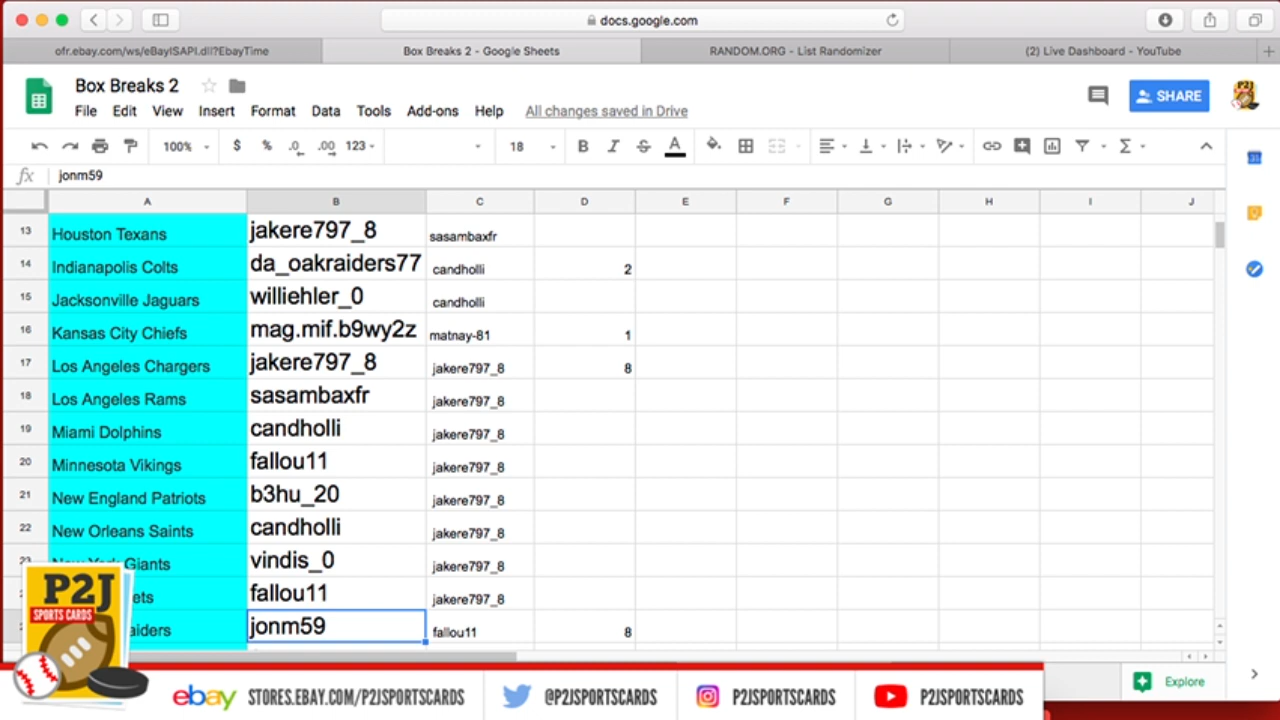 docs.google.com
ofr.ebay.com/ws/eBayISAPI.dll?EbayTime
Box Breaks 2 - Google Sheets
RANDOM.ORG - List Randomizer
(2) Live Dashboard - YouTube
Box Breaks 2
SHARE
File Edit View Insert Format Data Tools Add-ons Help All changes saved in Drive
100% $ % .0 .00 123 18 B I S A
fx jonm59
A B C D E F G H I J
13 Houston Texans jakere797_8 sasambaxfr
14 Indianapolis Colts da_oakraiders77 candholli 2
15 Jacksonville Jaguars williehler_0 candholli
16 Kansas City Chiefs mag.mif.b9wy2z matnay-81 1
17 Los Angeles Chargers jakere797_8 jakere797_8 8
18 Los Angeles Rams sasambaxfr jakere797_8
19 Miami Dolphins candholli jakere797_8
20 Minnesota Vikings fallou11 jakere797_8
21 New England Patriots b3hu_20 jakere797_8
22 New Orleans Saints candholli jakere797_8
23 New York Giants vindis_0 jakere797_8
ets fallou11 jakere797_8
aiders jonm59 fallou11 8
P2J
SPORTS CARDS
Explore
ebay STORES.EBAY.COM/P2JSPORTSCARDS @P2JSPORTSCARDS P2JSPORTSCARDS P2JSPORTSCARDS